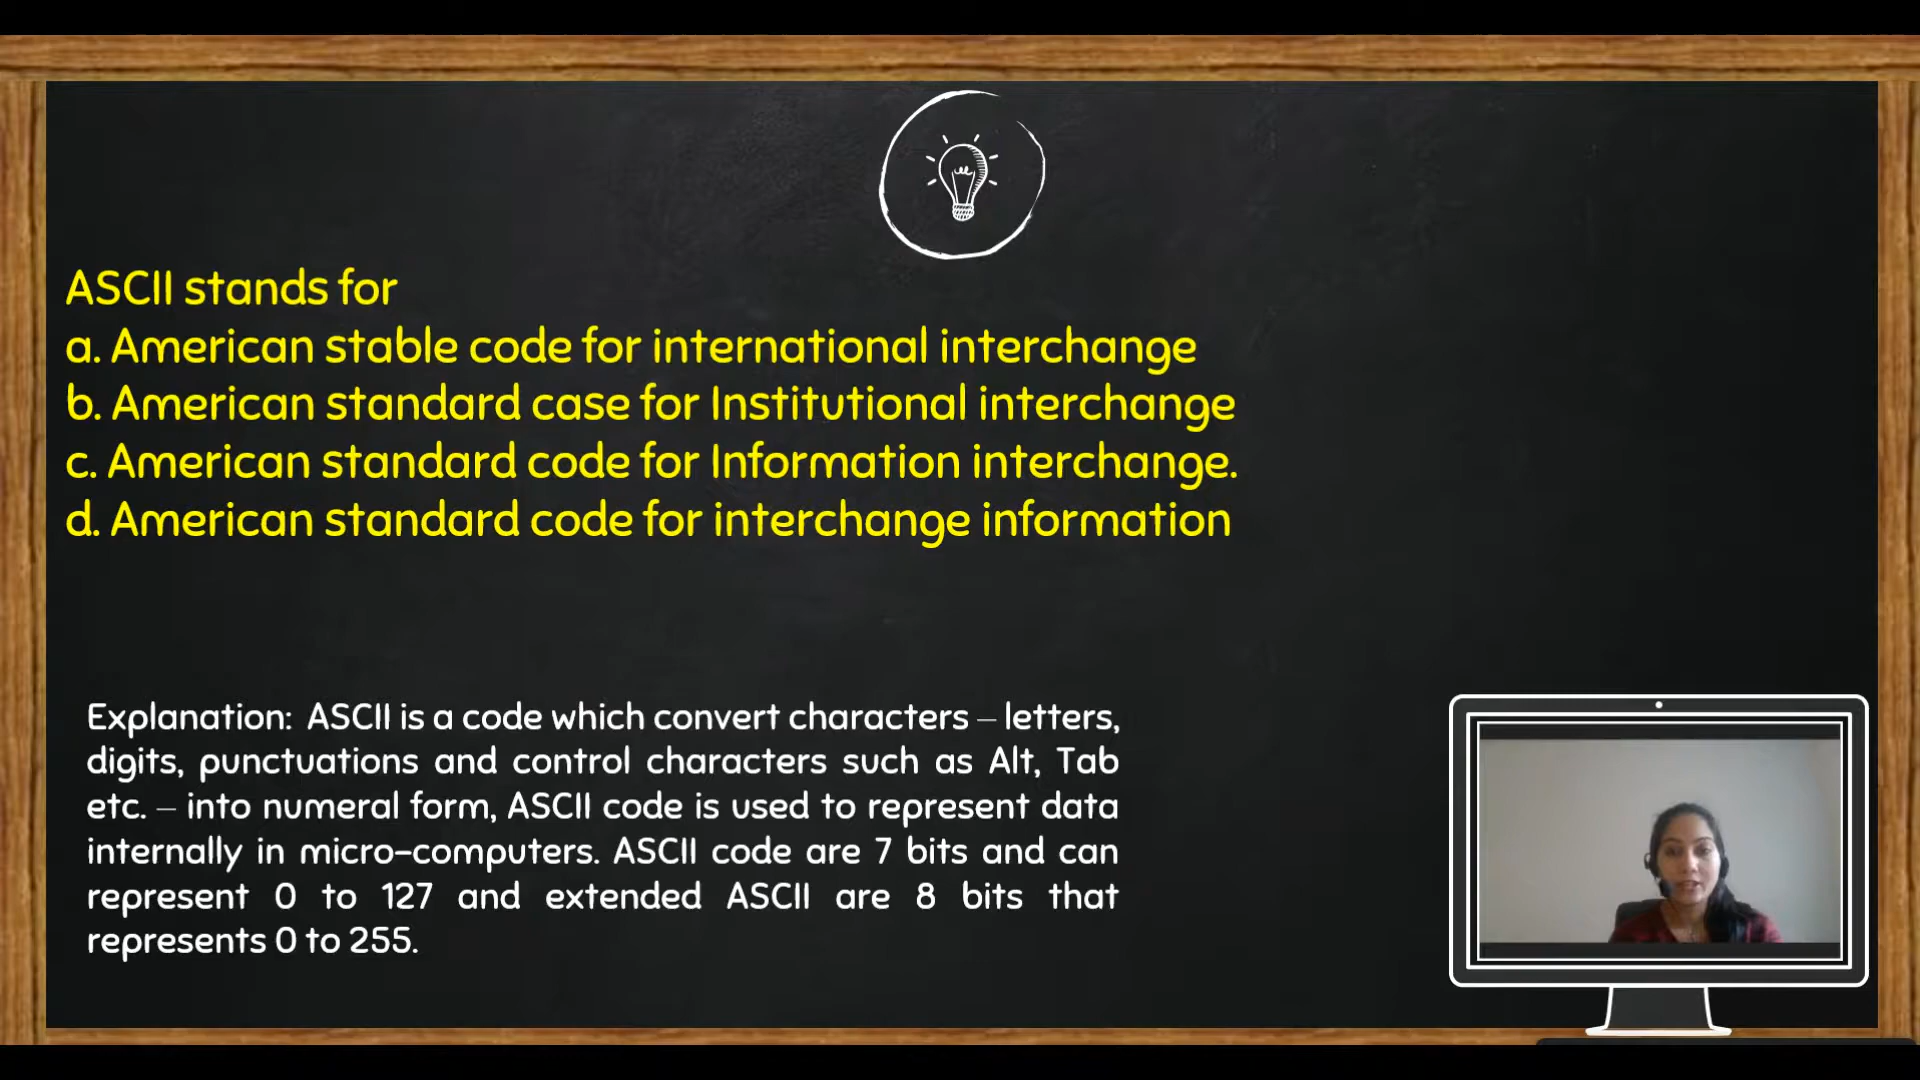 ASCII stands for
a. American stable code for international interchange
b. American standard case for Institutional interchange
c. American standard code for Information interchange.
d. American standard code for interchange information
Explanation: ASCII is a code which convert characters – letters,
digits, punctuations and control characters such as Alt, Tab
etc. – into numeral form, ASCII code is used to represent data
internally in micro-computers. ASCII code are 7 bits and can
represent 0 to 127 and extended ASCII are 8 bits that
represents 0 to 255.